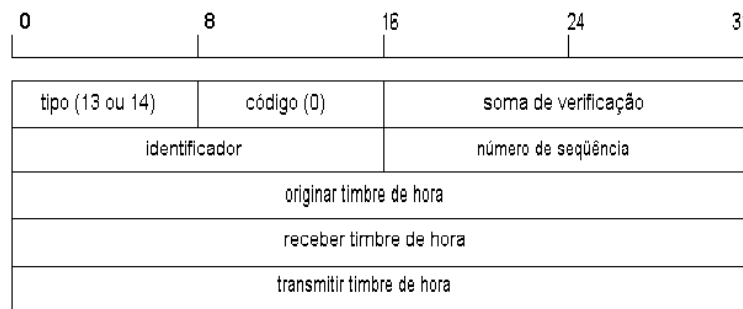 0 8 16 24 3
tipo (13 ou 14) código (0) soma de verificação
identificador número de seqüência
originar timbre de hora
receber timbre de hora
transmitir timbre de hora